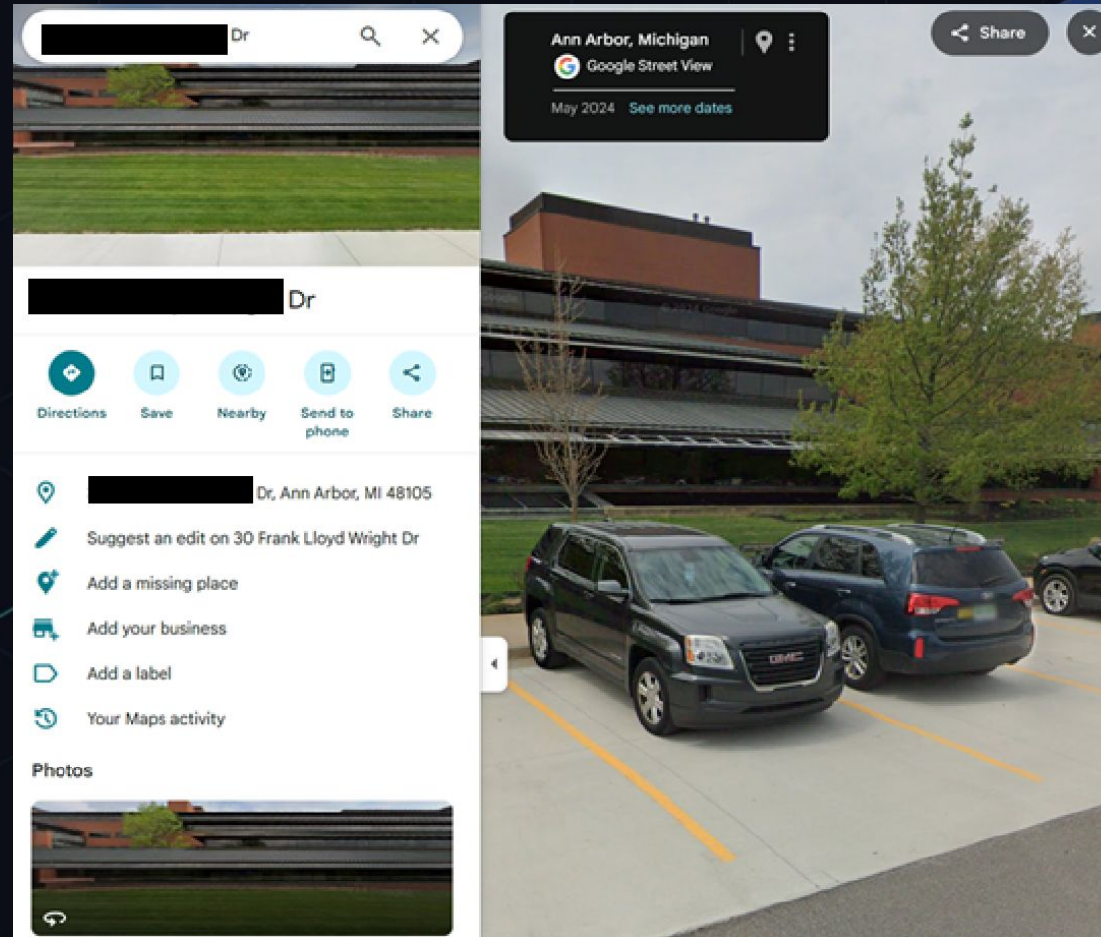 Dr
Dr
Directions
Save
Nearby
Send to
phone
Share
Dr, Ann Arbor, MI 48105
Suggest an edit on 30 Frank Lloyd Wright Dr
Add a missing place
Add your business
Add a label
Your Maps activity
Photos
Ann Arbor, Michigan
Google Street View
May 2024 See more dates
Share
GMC